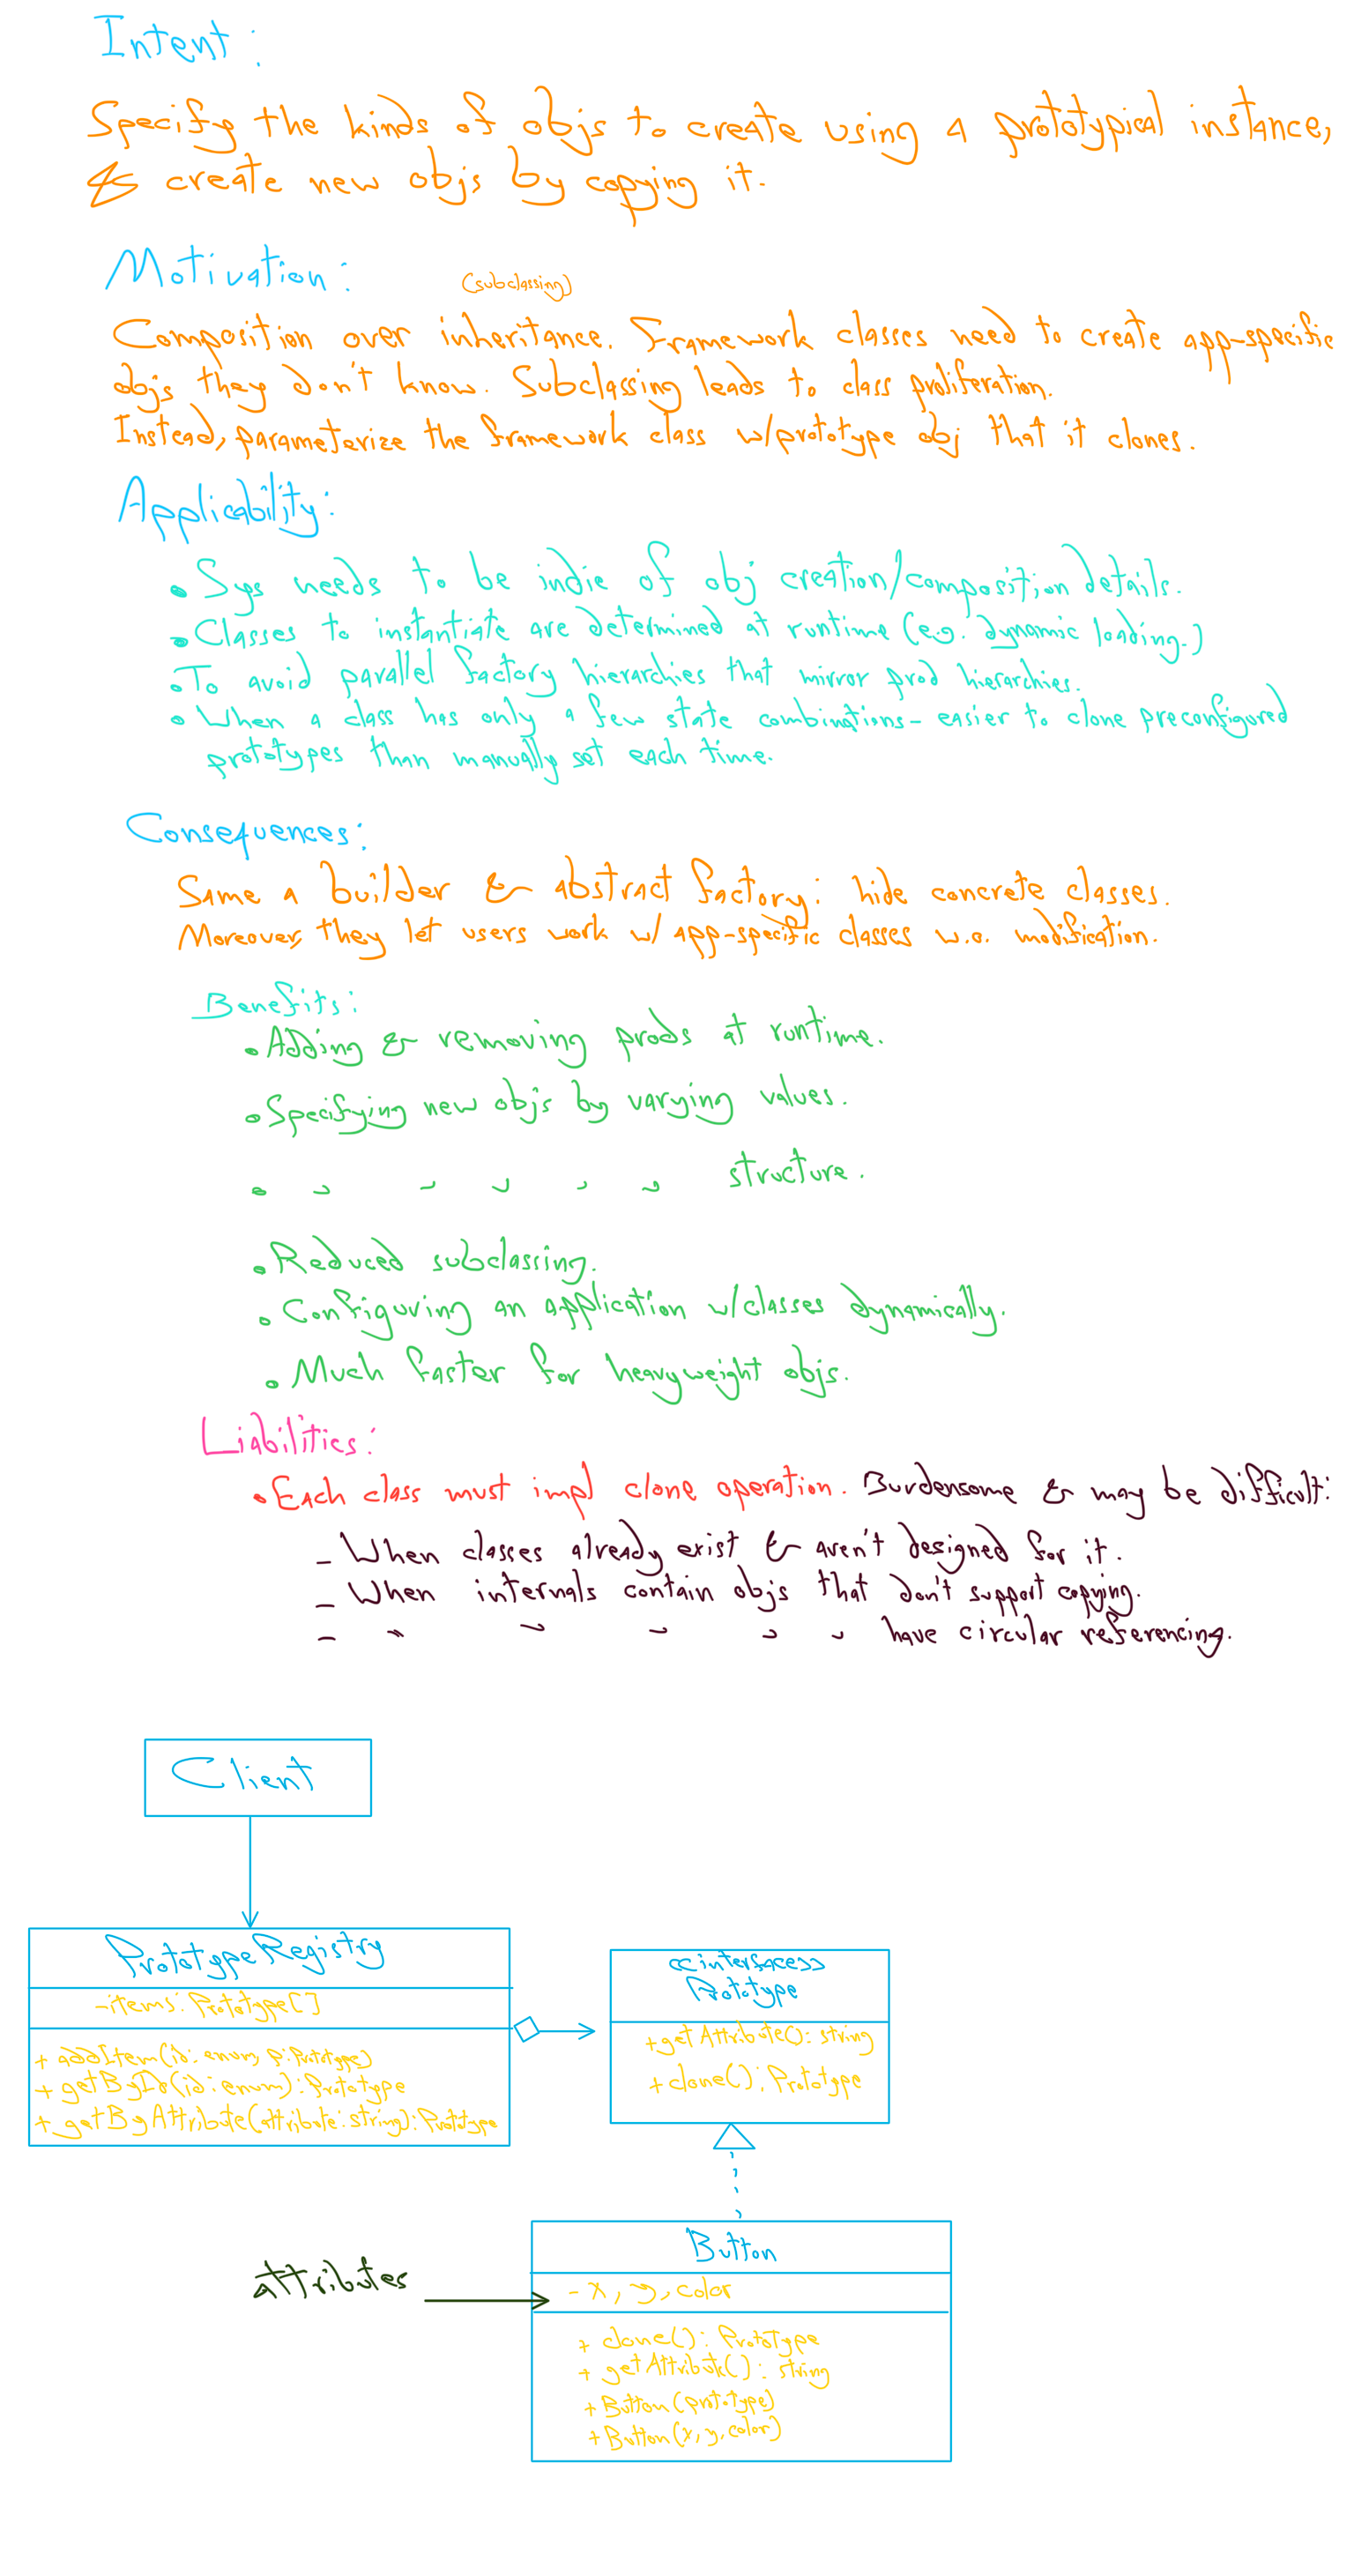 Intent:
Specify the kinds of objs to create using a prototypical instance,
& create new objs by copying it.
Motivation:
(subclassing)
Composition over inheritance. Framework classes need to create app-specific
objs they don't know. Subclassing leads to class proliferation.
Instead, parameterize the framework class w/prototype obj that it clones.
Applicability:
• Sys needs to be indie of obj creation/composition details.
• Classes to instantiate are determined at runtime (e.g. dynamic loading.)
• To avoid parallel factory hierarchies that mirror prod hierarchies.
• When a class has only a few state combinations - easier to clone preconfigured
prototypes than manually set each time.
Consequences:
Same a builder & abstract factory: hide concrete classes.
Moreover, they let users work w/ app-specific classes w.o. modification.
Benefits:
• Adding & removing prods at runtime.
• Specifying new objs by varying values.
• ” ” ” ” ” structure.
• Reduced subclassing.
• Configuring an application w/classes dynamically.
• Much faster for heavyweight objs.
Liabilities:
• Each class must impl clone operation. Burdensome & may be difficult:
- When classes already exist & aren't designed for it.
- When internals contain objs that don't support copying.
- ” ” ” ” ” have circular referencing.
Client
PrototypeRegistry
-items: Prototype[]
+ addItem(id: enum, p: Prototype)
+ getById(id: enum): Prototype
+ getByAttribute(attribute: string): Prototype
<<interface>>
Prototype
+getAttribute(): string
+clone(): Prototype
Button
attributes
- x, y, color
+ clone(): Prototype
+ getAttribute(): string
+ Button(prototype)
+ Button(x, y, color)